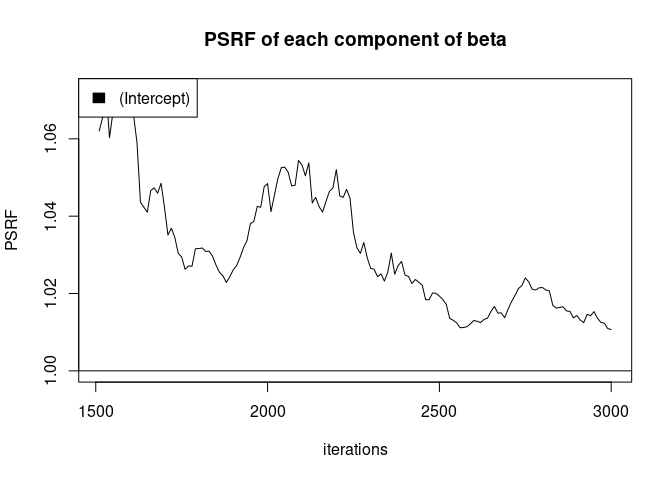 PSRF of each component of beta
(Intercept)
PSRF
1.06
1.04
1.02
1.00
1500 2000 2500 3000
iterations